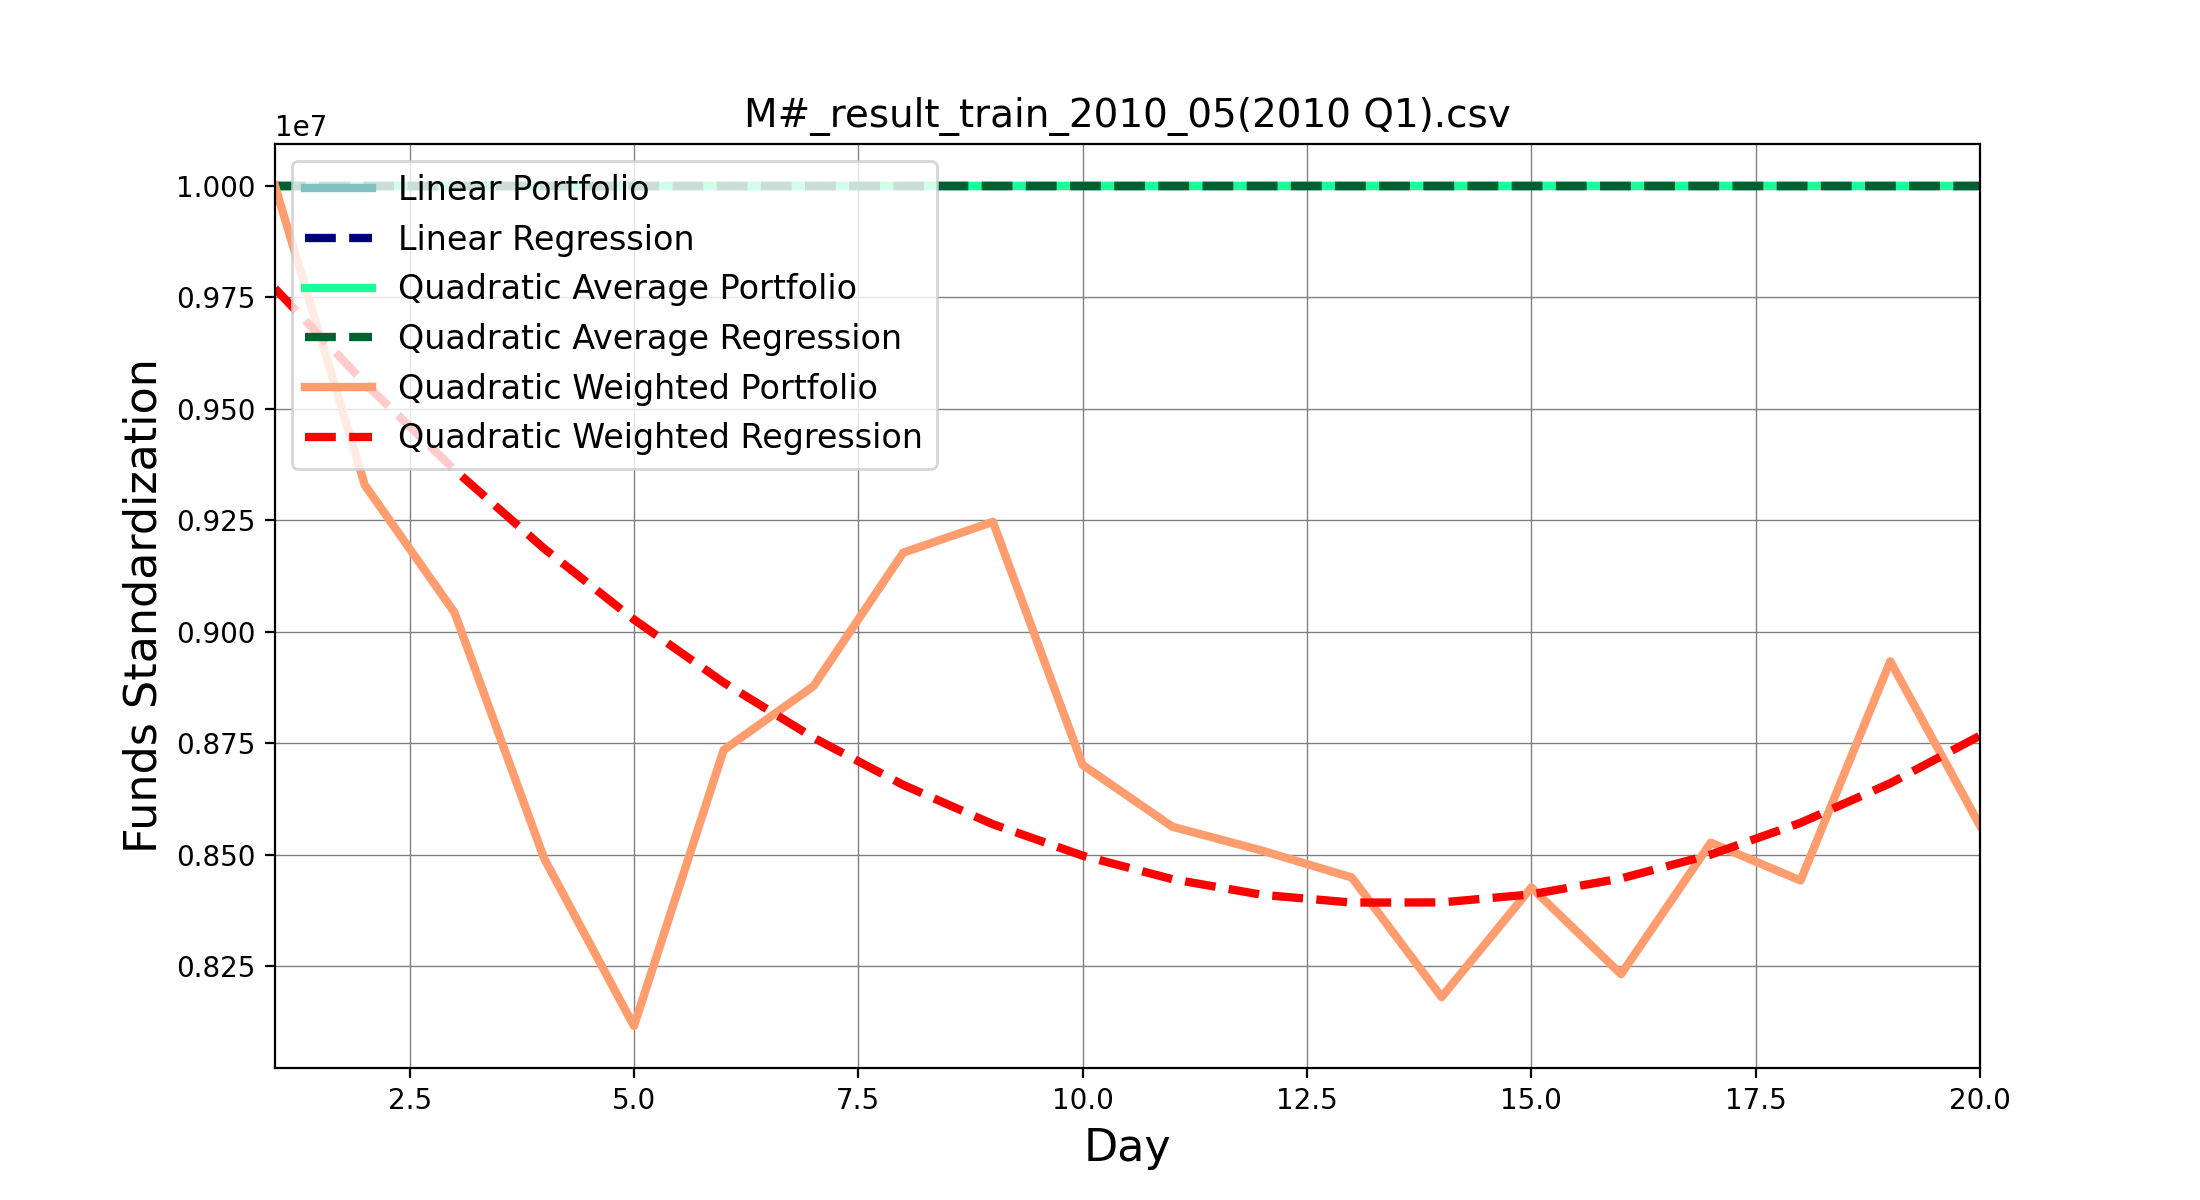 M#_result_train_2010_05(2010 Q1).csv
1e7
1.000
0.975
0.950
0.925
0.900
0.875
0.850
0.825
Funds Standardization
Linear Portfolio
Linear Regression
Quadratic Average Portfolio
Quadratic Average Regression
Quadratic Weighted Portfolio
Quadratic Weighted Regression
2.5 5.0 7.5 10.0 12.5 15.0 17.5 20.0
Day